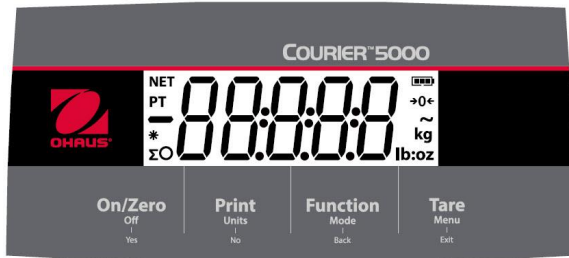 COURIER™5000
OHAUS®
NET
PT
*
ΣO
88:8:8:8
→0←
~
kg
lb:oz
On/Zero
Off
Yes
Print
Units
No
Function
Mode
Back
Tare
Menu
Exit